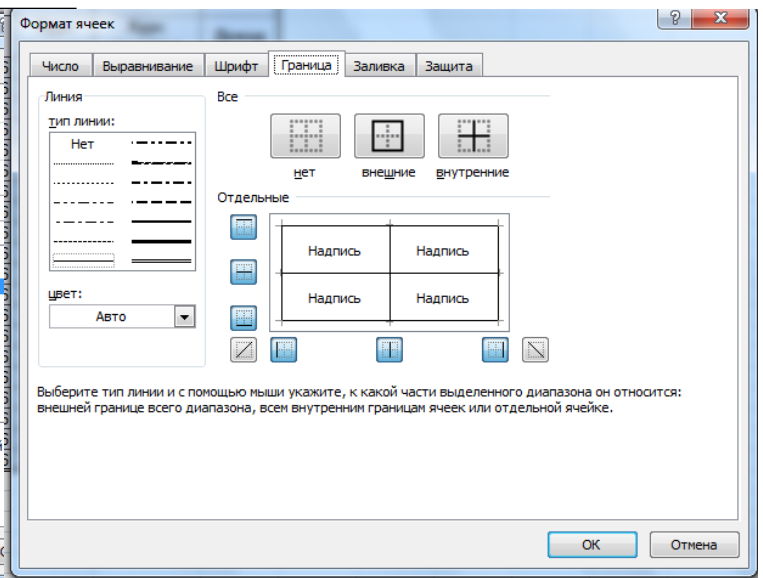 Формат ячеек
Число Выравнивание Шрифт Граница Заливка Защита
Линия
тип линии:
Нет
цвет:
Авто
Все
нет внешние внутренние
Отдельные
Надпись Надпись
Надпись Надпись
Выберите тип линии и с помощью мыши укажите, к какой части выделенного диапазона он относится:
внешней границе всего диапазона, всем внутренним границам ячеек или отдельной ячейке.
ОК Отмена